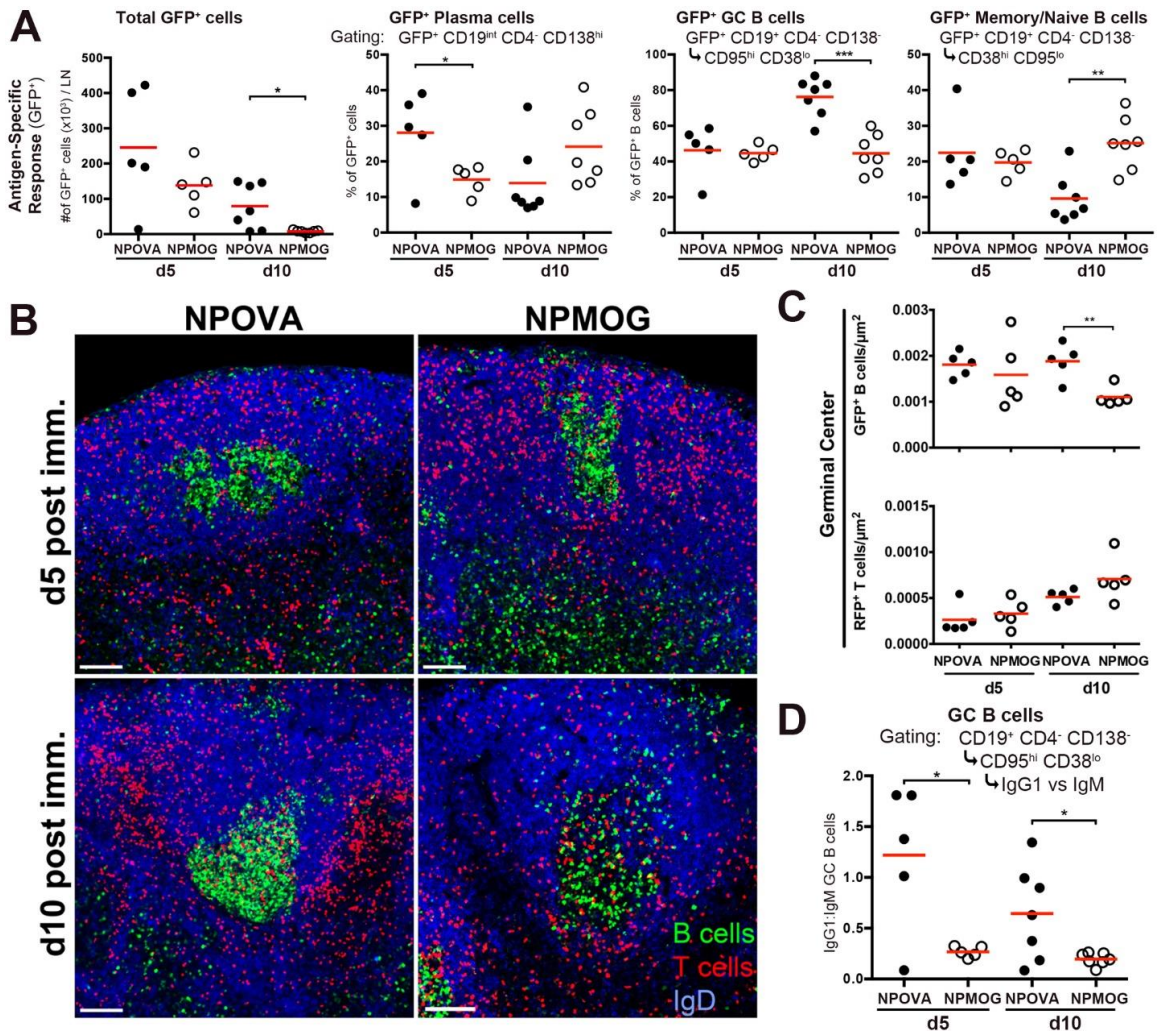 A
Total GFP⁺ cells
Antigen-Specific
Response (GFP⁺)
#of GFP⁺ cells (x10³) / LN
500
400
300
200
100
0
*
NPOVA NPMOG NPOVA NPMOG
d5 d10
GFP⁺ Plasma cells
Gating: GFP⁺ CD19ⁱⁿᵗ CD4⁻ CD138ʰⁱ
% of GFP⁺ cells
50
40
30
20
10
0
*
NPOVA NPMOG NPOVA NPMOG
d5 d10
GFP⁺ GC B cells
GFP⁺ CD19⁺ CD4⁻ CD138⁻
CD95ʰⁱ CD38ˡᵒ
% of GFP⁺ B cells
100
80
60
40
20
0
***
NPOVA NPMOG NPOVA NPMOG
d5 d10
GFP⁺ Memory/Naive B cells
GFP⁺ CD19⁺ CD4⁻ CD138⁻
CD38ʰⁱ CD95ˡᵒ
50
40
30
20
10
0
**
NPOVA NPMOG NPOVA NPMOG
d5 d10
B
NPOVA NPMOG
d5 post imm.
d10 post imm.
B cells
T cells
IgD
C
Germinal Center
GFP⁺ B cells/µm²
0.003
0.002
0.001
0.000
**
RFP⁺ T cells/µm²
0.0015
0.0010
0.0005
0.0000
NPOVA NPMOG NPOVA NPMOG
d5 d10
D
GC B cells
Gating: CD19⁺ CD4⁻ CD138⁻
CD95ʰⁱ CD38ˡᵒ
IgG1 vs IgM
IgG1:IgM GC B cells
2.0
1.5
1.0
0.5
0.0
*
*
NPOVA NPMOG NPOVA NPMOG
d5 d10